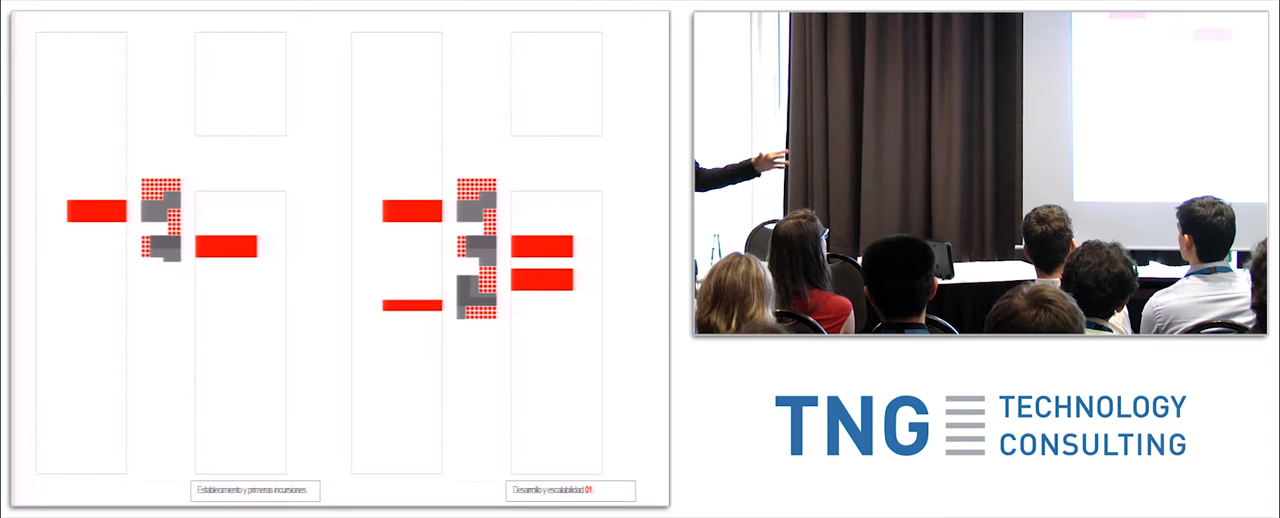 Establecimiento y primeras incursiones
Desarrollo y escalabilidad 01.
TNG TECHNOLOGY
CONSULTING